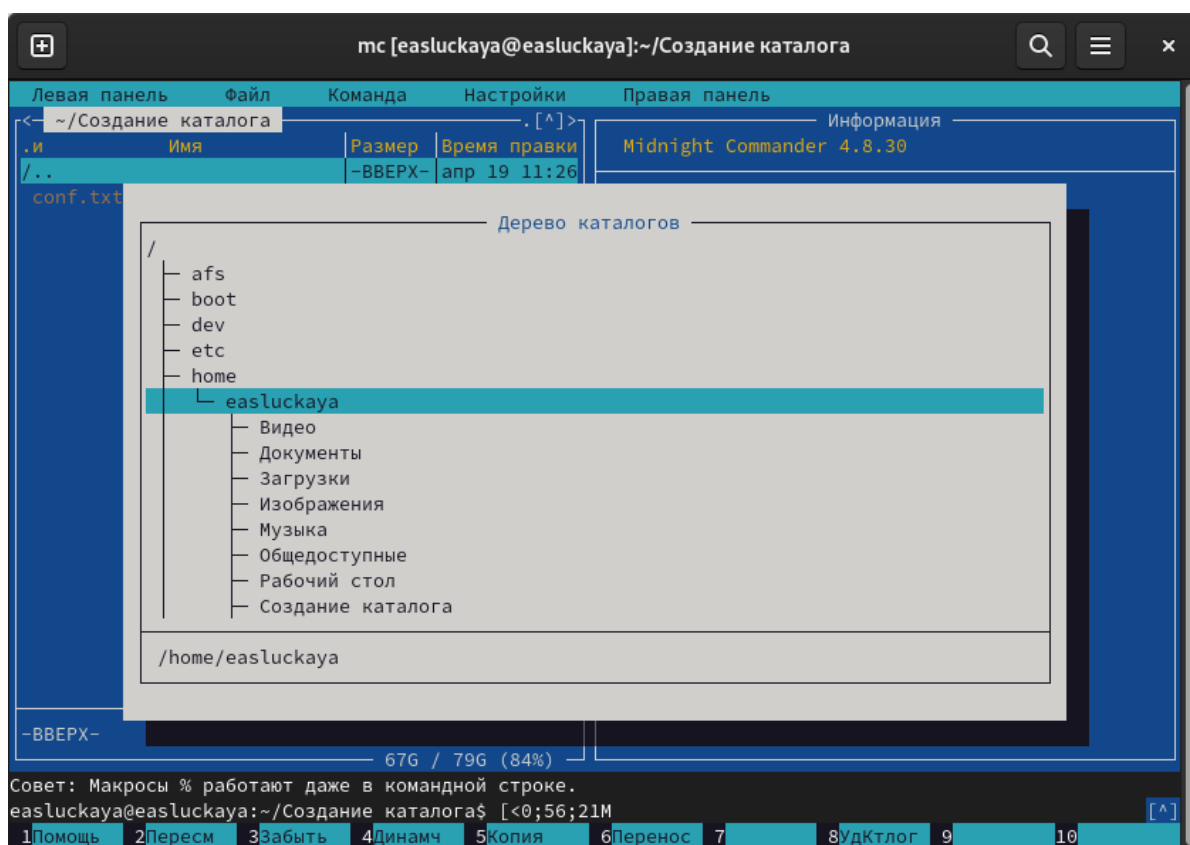 mc [easluckaya@easluckaya]:~/Создание каталога
Левая панель Файл Команда Настройки Правая панель
<- ~/Создание каталога .[^]> Информация
.и Имя Размер Время правки Midnight Commander 4.8.30
/.. -ВВЕРХ- апр 19 11:26
conf.txt
Дерево каталогов
/
afs
boot
dev
etc
home
easluckaya
Видео
Документы
Загрузки
Изображения
Музыка
Общедоступные
Рабочий стол
Создание каталога
/home/easluckaya
-ВВЕРХ-
67G / 79G (84%)
Совет: Макросы % работают даже в командной строке.
easluckaya@easluckaya:~/Создание каталога$ [<0;56;21M [^]
1Помощь 2Пересм 3Забыть 4Динамч 5Копия 6Перенос 7 8УдКтлог 9 10